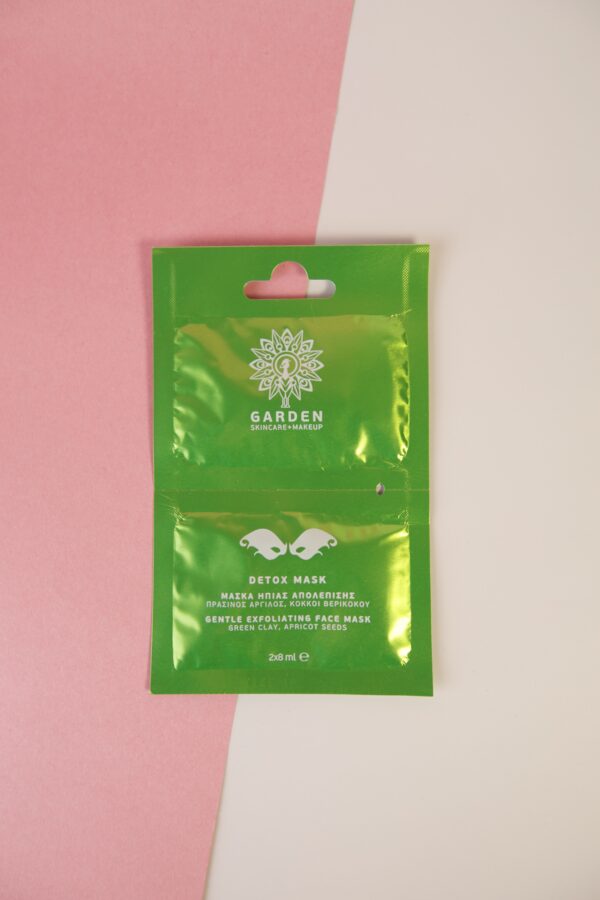 GARDEN
SKINCARE+MAKEUP
DETOX MASK
ΜΑΣΚΑ ΗΠΙΑΣ ΑΠΟΛΕΠΙΣΗΣ
ΠΡΑΣΙΝΟΣ ΑΡΓΙΛΟΣ, ΚΟΚΚΟΙ ΒΕΡΙΚΟΚΟΥ
GENTLE EXFOLIATING FACE MASK
GREEN CLAY, APRICOT SEEDS
2x8 ml ℮